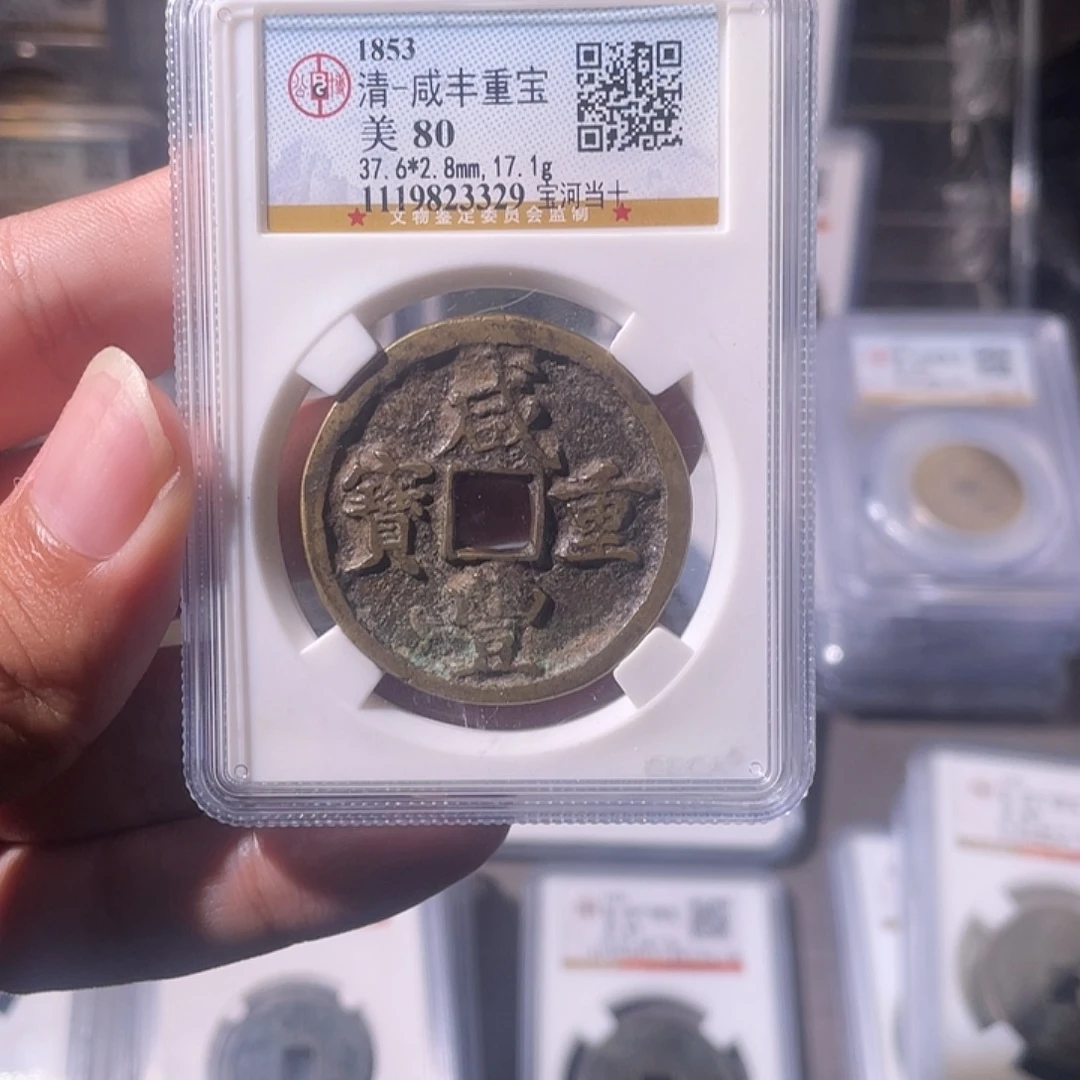 1853
清-咸丰重宝
美 80
37.6*2.8mm,17.1g
1119823329 宝河当十
文物鉴定委员会监制
咸
寶 重
豐